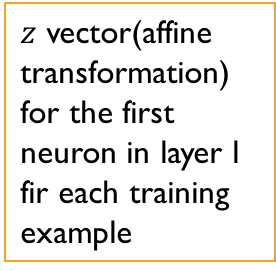 z vector(affine
transformation)
for the first
neuron in layer l
fir each training
example